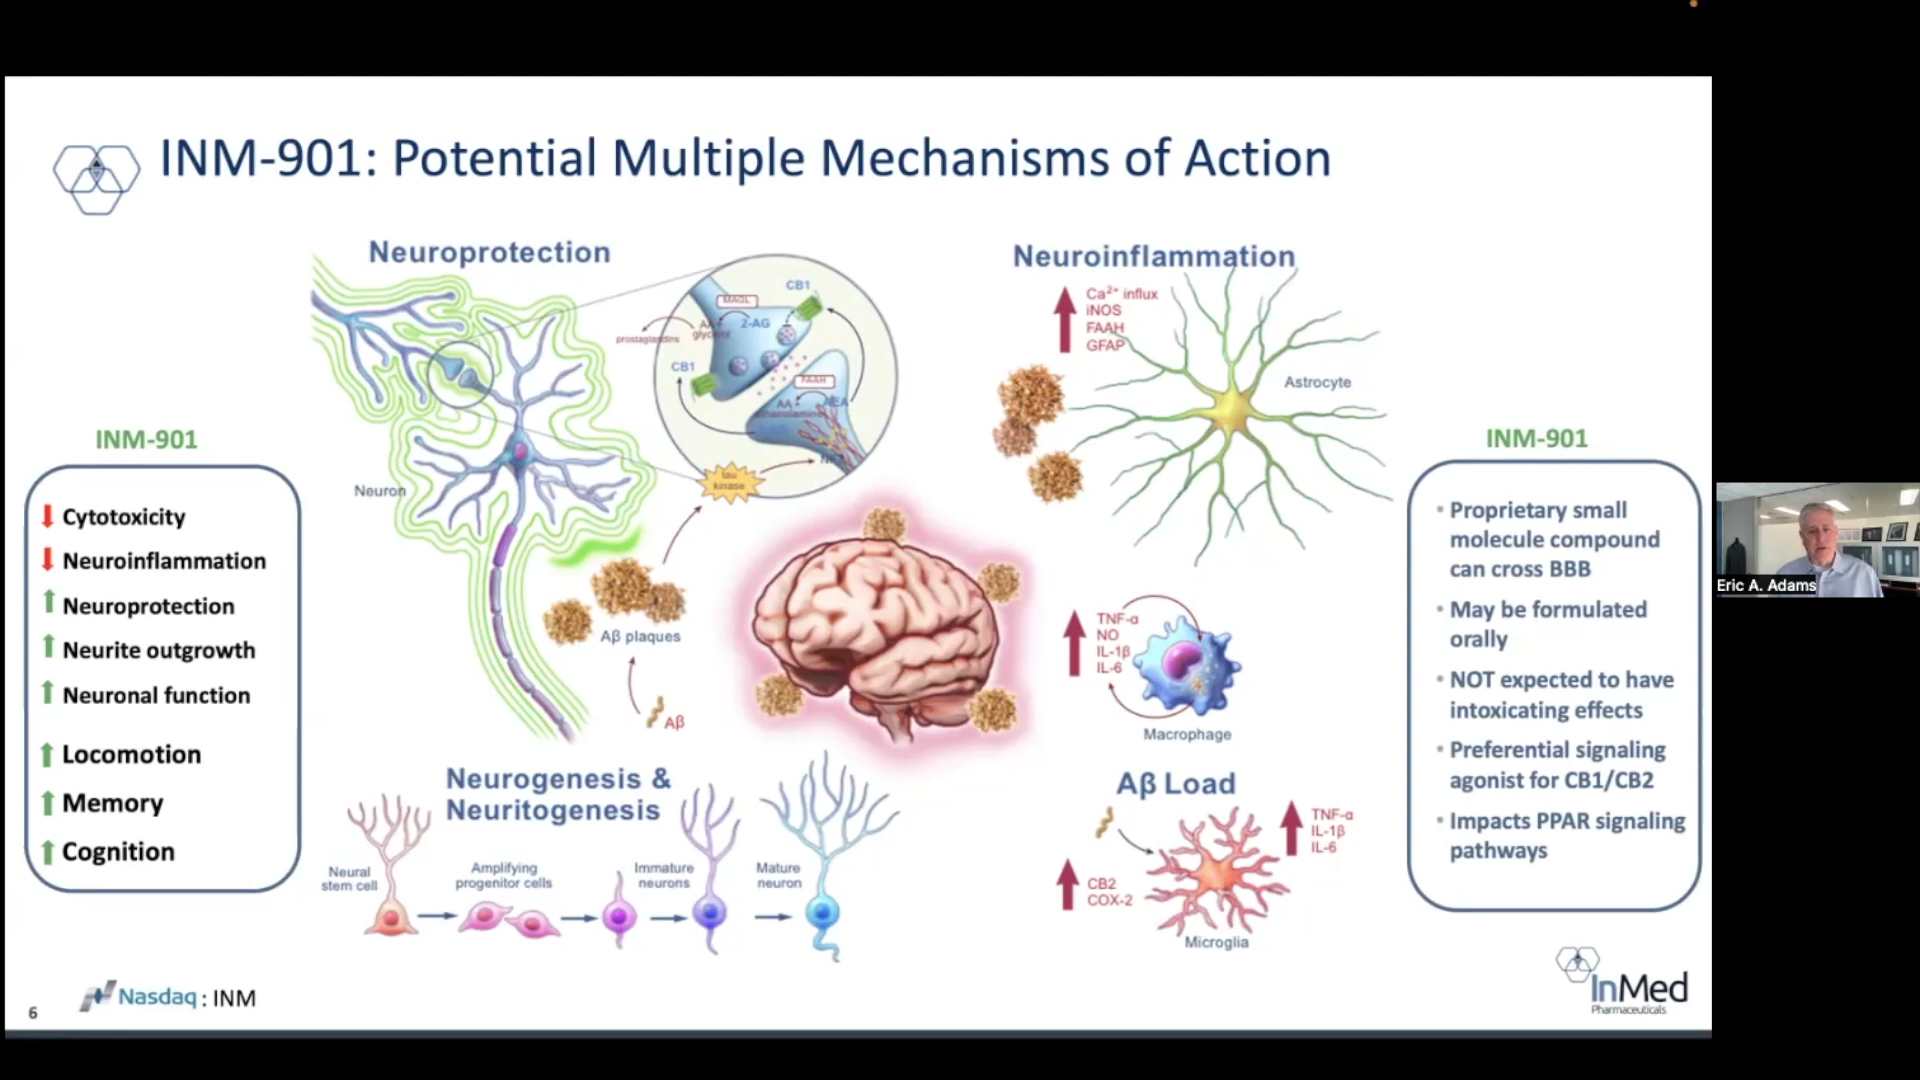 INM-901: Potential Multiple Mechanisms of Action
INM-901
Cytotoxicity
Neuroinflammation
Neuroprotection
Neurite outgrowth
Neuronal function
Locomotion
Memory
Cognition
Neuroprotection
Neuron
CB1
MAGL
2-AG
AA
glycerol
prostaglandins
CB1
FAAH
AA
AEA
ethanolamine
tau
kinase
Aβ plaques
Aβ
Neurogenesis &
Neuritogenesis
Neural
stem cell
Amplifying
progenitor cells
Immature
neurons
Mature
neuron
Neuroinflammation
Ca²⁺ influx
iNOS
FAAH
GFAP
Astrocyte
TNF-α
NO
IL-1β
IL-6
Macrophage
Aβ Load
TNF-α
IL-1β
IL-6
CB2
COX-2
Microglia
INM-901
• Proprietary small
molecule compound
can cross BBB
• May be formulated
orally
• NOT expected to have
intoxicating effects
• Preferential signaling
agonist for CB1/CB2
• Impacts PPAR signaling
pathways
Eric A. Adams
6
Nasdaq : INM
InMed
Pharmaceuticals